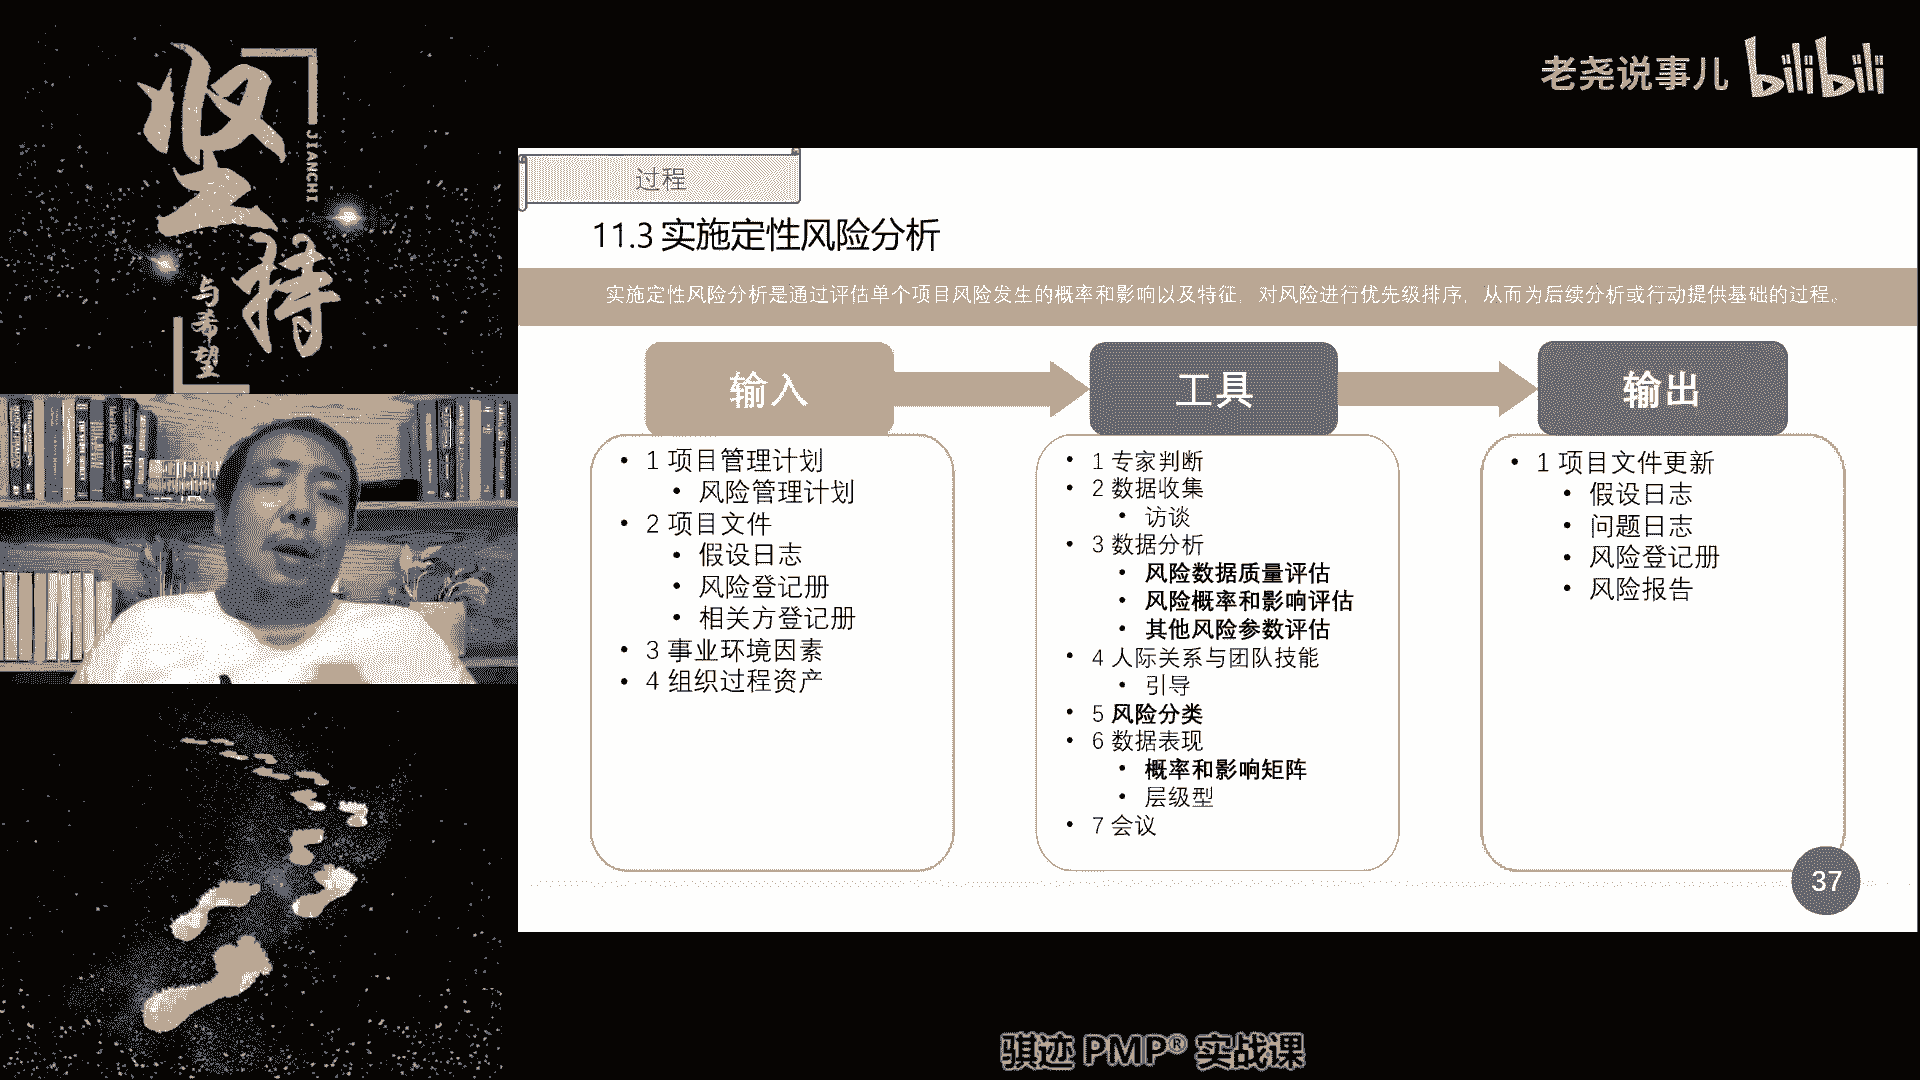 坚持
JIANCHI
与希望
老尧说事儿 bilibili
过程
11.3 实施定性风险分析
实施定性风险分析是通过评估单个项目风险发生的概率和影响以及特征，对风险进行优先级排序，从而为后续分析或行动提供基础的过程。
输入
• 1 项目管理计划
• 风险管理计划
• 2 项目文件
• 假设日志
• 风险登记册
• 相关方登记册
• 3 事业环境因素
• 4 组织过程资产
工具
• 1 专家判断
• 2 数据收集
• 访谈
• 3 数据分析
• 风险数据质量评估
• 风险概率和影响评估
• 其他风险参数评估
• 4 人际关系与团队技能
• 引导
• 5 风险分类
• 6 数据表现
• 概率和影响矩阵
• 层级型
• 7 会议
输出
• 1 项目文件更新
• 假设日志
• 问题日志
• 风险登记册
• 风险报告
37
骐迹 PMP® 实战课